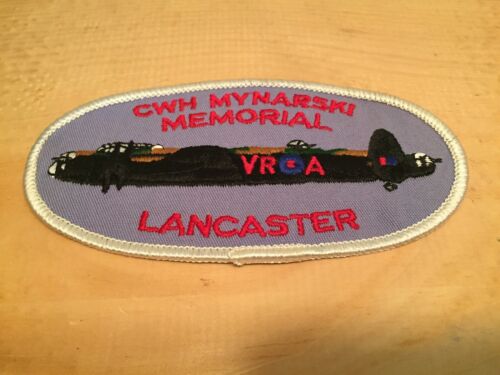 CWH MYNARSKI
MEMORIAL
VR A
LANCASTER